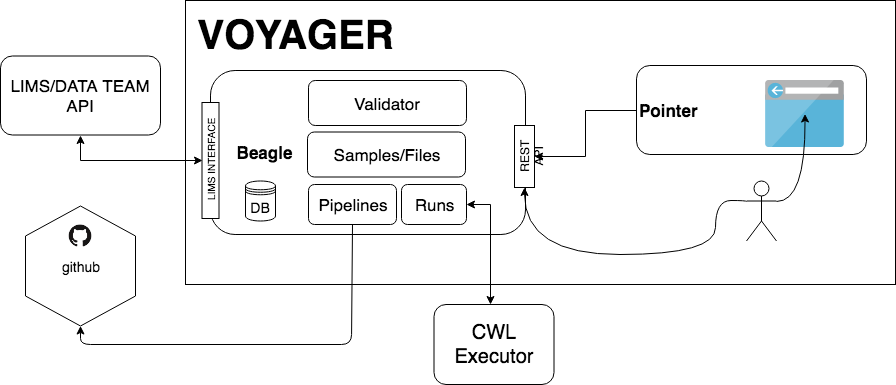 VOYAGER
LIMS/DATA TEAM
API
LIMS INTERFACE
Beagle
DB
Validator
Samples/Files
Pipelines
Runs
REST
API
Pointer
github
CWL
Executor